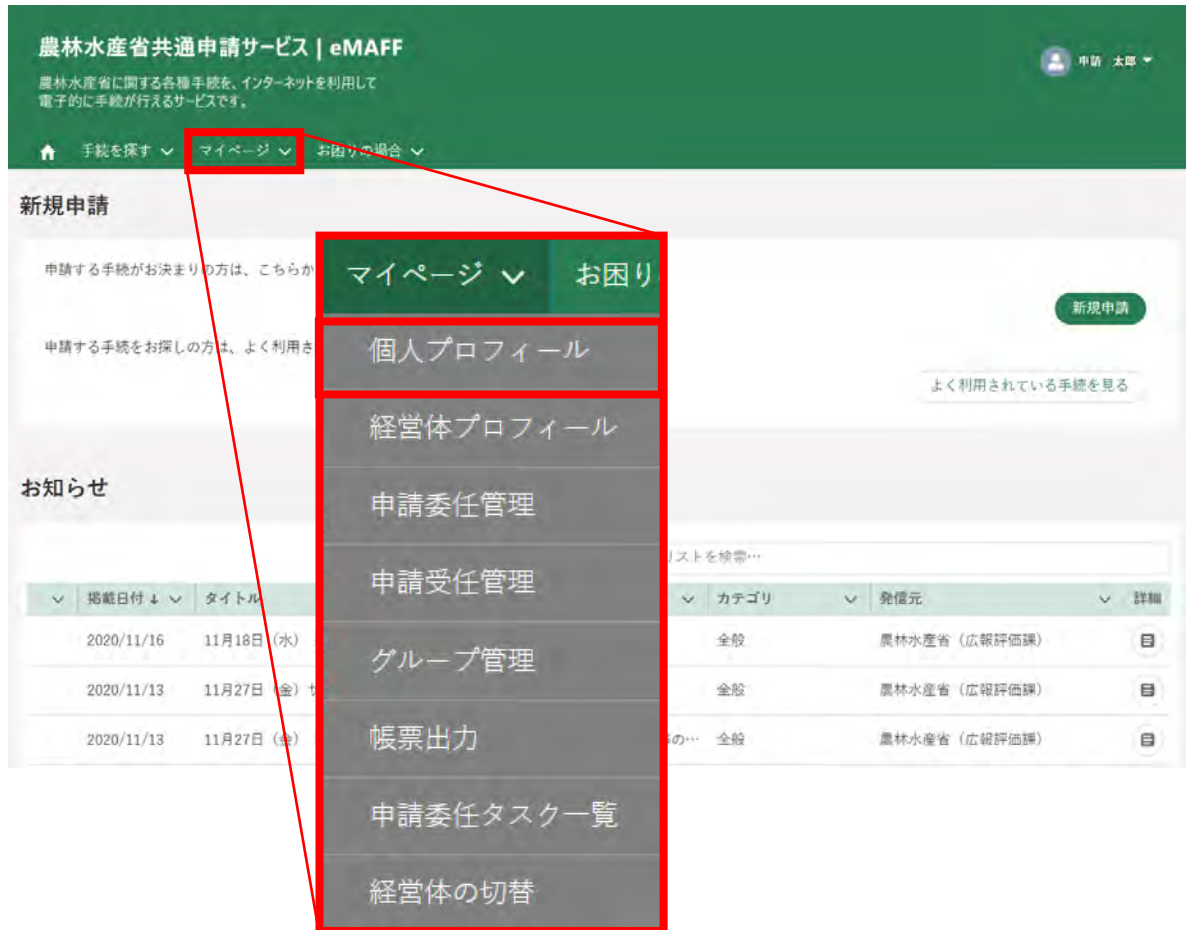 農林水産省共通申請サービス | eMAFF
農林水産省に関する各種手続を、インターネットを利用して
電子的に手続が行えるサービスです。
申請 太郎
手続を探す
マイページ
お困りの場合
新規申請
申請する手続がお決まりの方は、こちらか
新規申請
申請する手続をお探しの方は、よく利用さ
よく利用されている手続を見る
マイページ
お困り
個人プロフィール
経営体プロフィール
申請委任管理
申請受任管理
グループ管理
帳票出力
申請委任タスク一覧
経営体の切替
お知らせ
リストを検索…
掲載日付↓ タイトル カテゴリ 発信元 詳細
2020/11/16 11月18日（水） 全般 農林水産省（広報評価課）
2020/11/13 11月27日（金）サ 全般 農林水産省（広報評価課）
2020/11/13 11月27日（金） の… 全般 農林水産省（広報評価課）